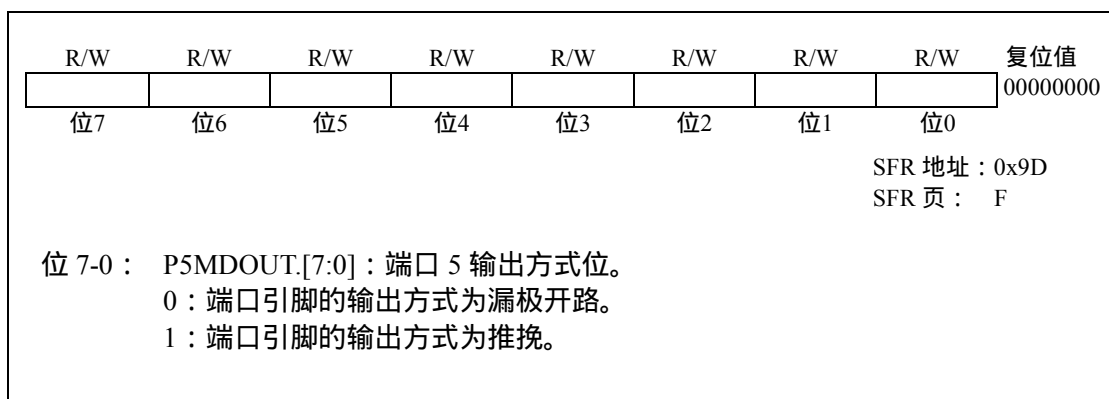 R/W R/W R/W R/W R/W R/W R/W R/W 复位值
00000000
位7 位6 位5 位4 位3 位2 位1 位0
SFR 地址：0x9D
SFR 页： F
位 7-0： P5MDOUT.[7:0]：端口 5 输出方式位。
0：端口引脚的输出方式为漏极开路。
1：端口引脚的输出方式为推挽。